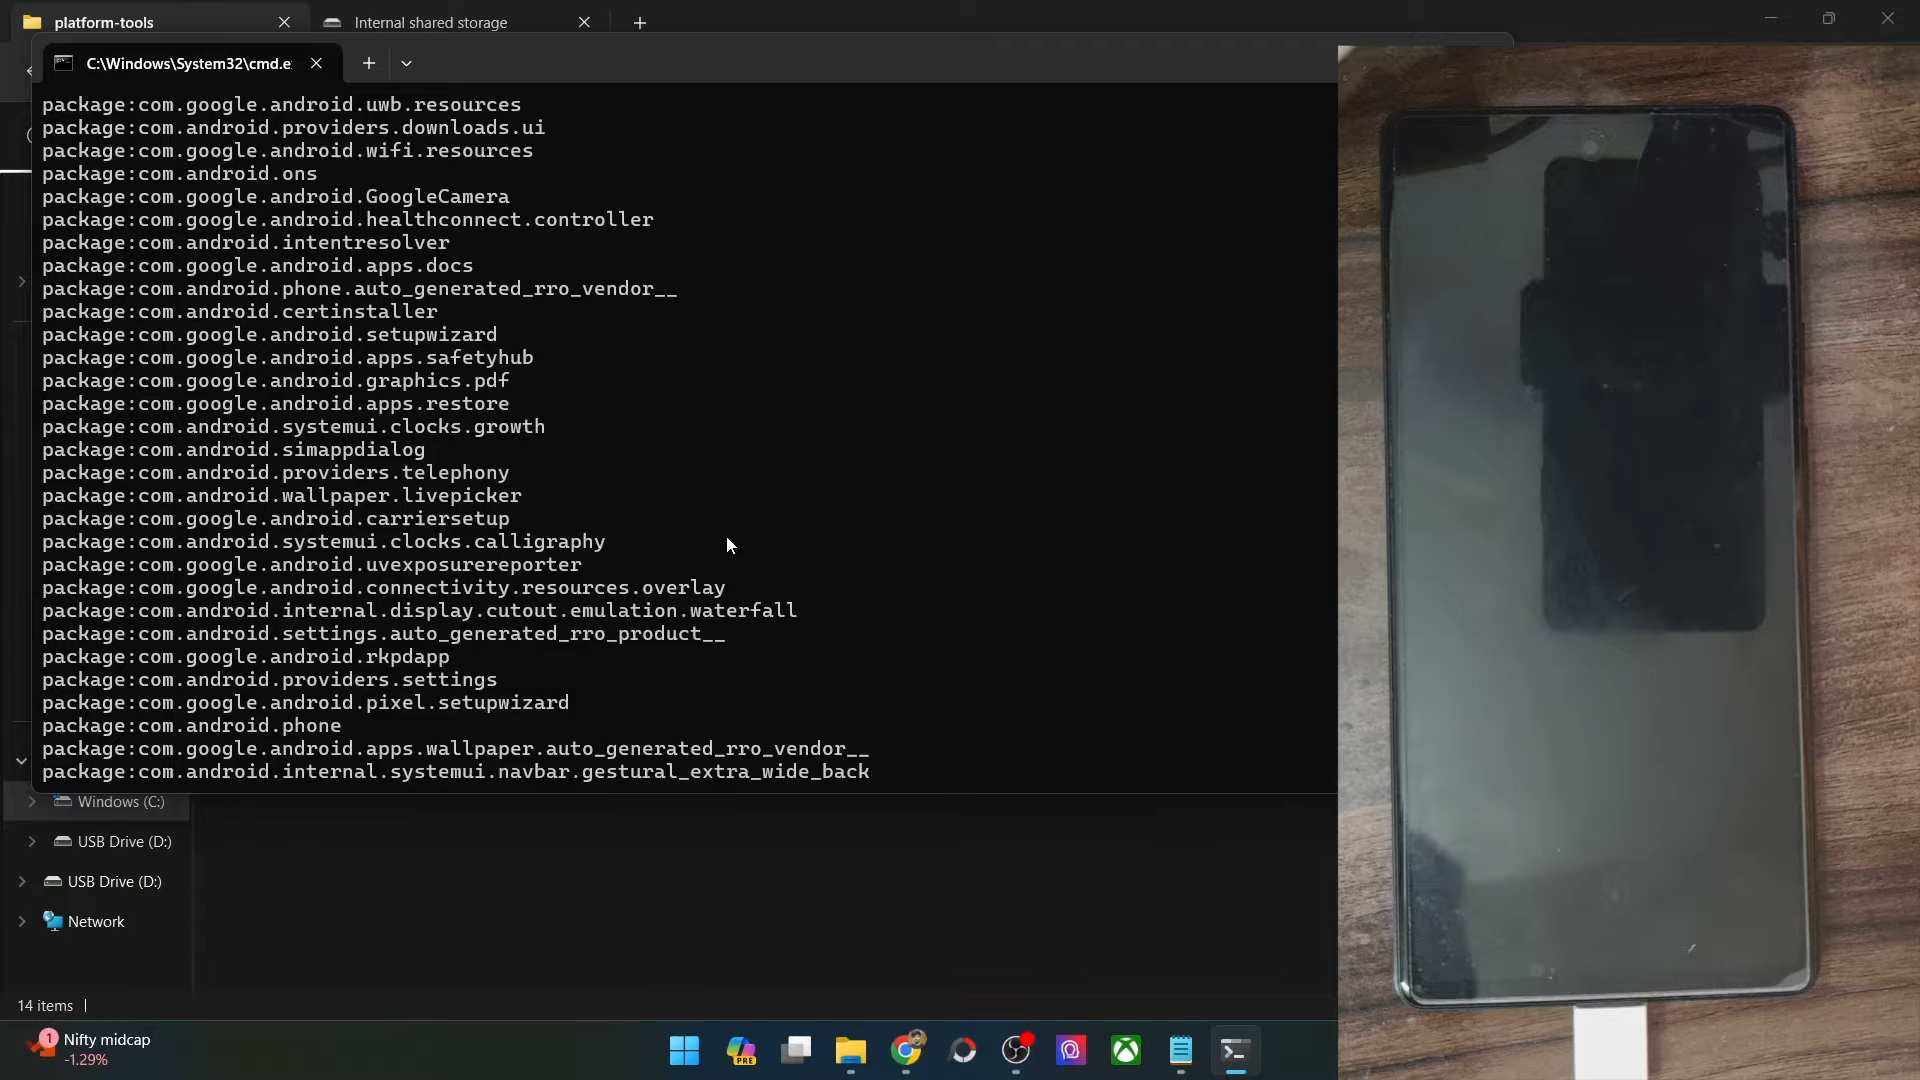 platform-tools
Internal shared storage
C:\Windows\System32\cmd.e
package:com.google.android.uwb.resources
package:com.android.providers.downloads.ui
package:com.google.android.wifi.resources
package:com.android.ons
package:com.google.android.GoogleCamera
package:com.google.android.healthconnect.controller
package:com.android.intentresolver
package:com.google.android.apps.docs
package:com.android.phone.auto_generated_rro_vendor__
package:com.android.certinstaller
package:com.google.android.setupwizard
package:com.google.android.apps.safetyhub
package:com.google.android.graphics.pdf
package:com.google.android.apps.restore
package:com.android.systemui.clocks.growth
package:com.android.simappdialog
package:com.android.providers.telephony
package:com.android.wallpaper.livepicker
package:com.google.android.carriersetup
package:com.android.systemui.clocks.calligraphy
package:com.google.android.uvexposurereporter
package:com.google.android.connectivity.resources.overlay
package:com.android.internal.display.cutout.emulation.waterfall
package:com.android.settings.auto_generated_rro_product__
package:com.google.android.rkpdapp
package:com.android.providers.settings
package:com.google.android.pixel.setupwizard
package:com.android.phone
package:com.google.android.apps.wallpaper.auto_generated_rro_vendor__
package:com.android.internal.systemui.navbar.gestural_extra_wide_back
Windows (C:)
USB Drive (D:)
USB Drive (D:)
Network
14 items
1
Nifty midcap
-1.29%
PRE